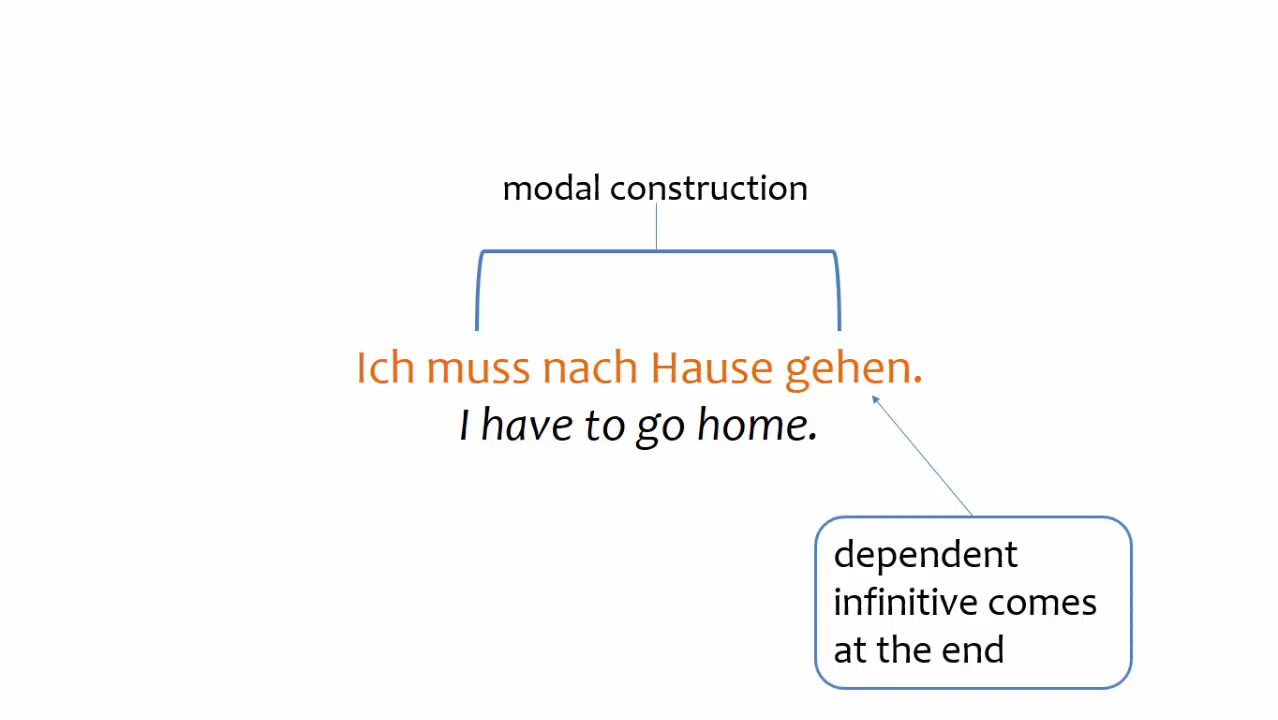 modal construction
Ich muss nach Hause gehen.
I have to go home.
dependent
infinitive comes
at the end